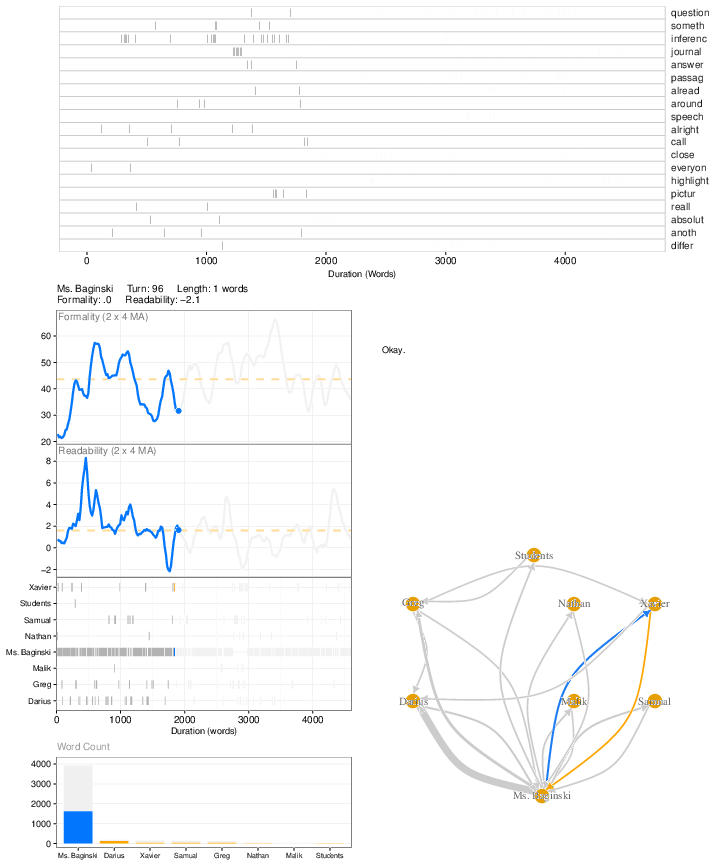 question
someth
inferenc
journal
answer
passag
alread
around
speech
alright
call
close
everyon
highlight
pictur
reall
absolut
anoth
differ
0 1000 2000 3000 4000
Duration (Words)
Ms. Baginski Turn: 96 Length: 1 words
Formality: .0 Readability: −2.1
Formality (2 x 4 MA)
60
50
40
30
20
Okay.
Readability (2 x 4 MA)
8
6
4
2
0
−2
Xavier
Students
Samual
Nathan
Ms. Baginski
Malik
Greg
Darius
0 1000 2000 3000 4000
Duration (words)
Students
Greg Nathan Xavier
Darius Malik Samual
Ms. Baginski
Word Count
4000
3000
2000
1000
0
Ms. Baginski Darius Xavier Samual Greg Nathan Malik Students